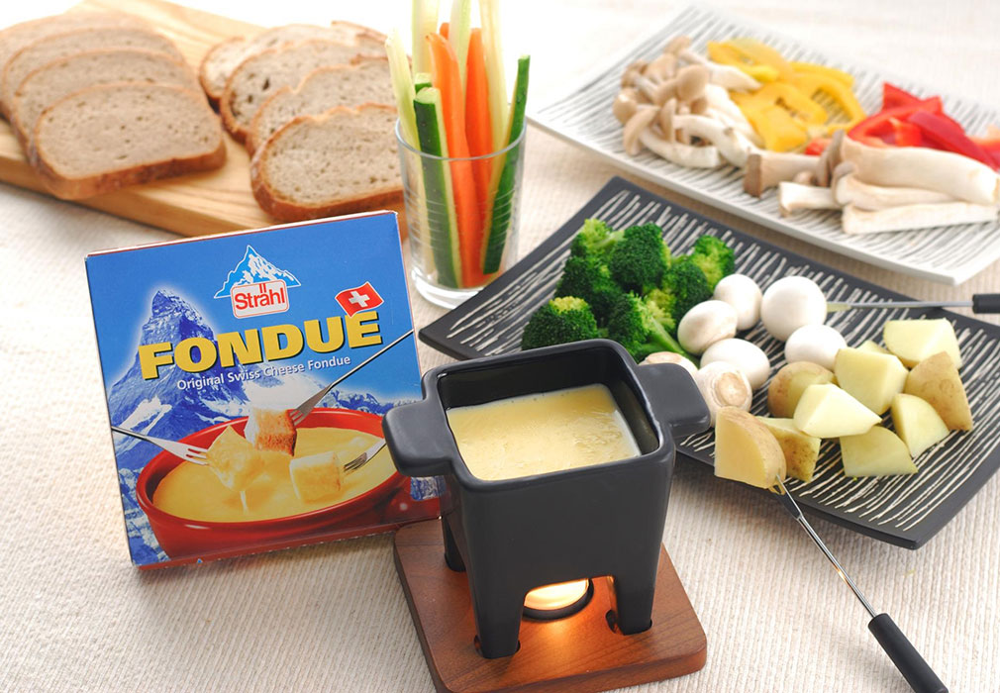 Strähl
FONDUE
Original Swiss Cheese Fondue